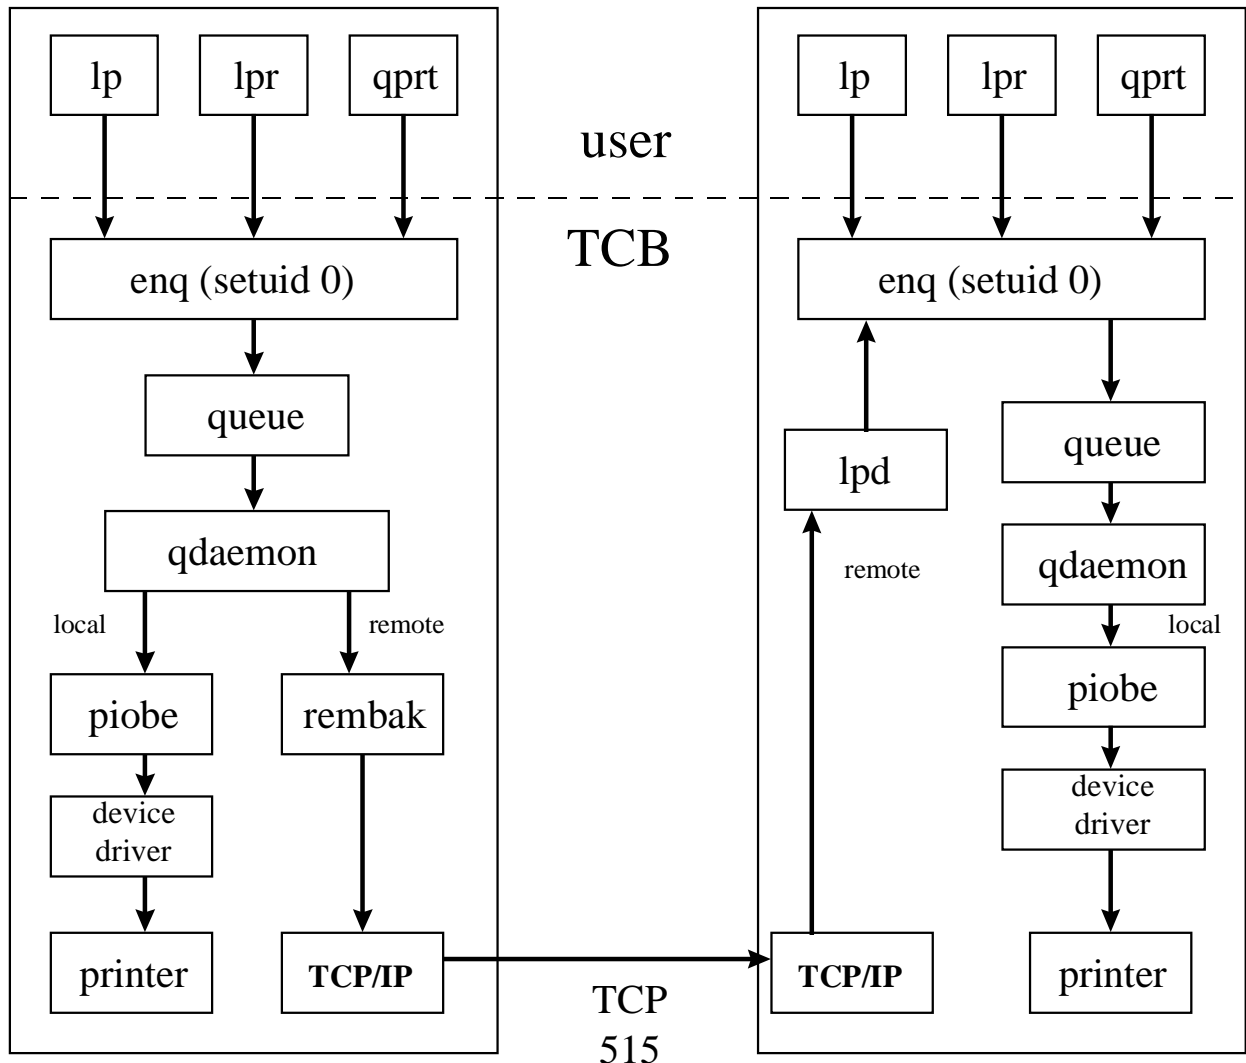 lp
lpr
qprt
user
lp
lpr
qprt
enq (setuid 0)
TCB
enq (setuid 0)
queue
lpd
queue
qdaemon
remote
qdaemon
local
remote
local
piobe
rembak
piobe
device
driver
device
driver
printer
TCP/IP
TCP
515
TCP/IP
printer